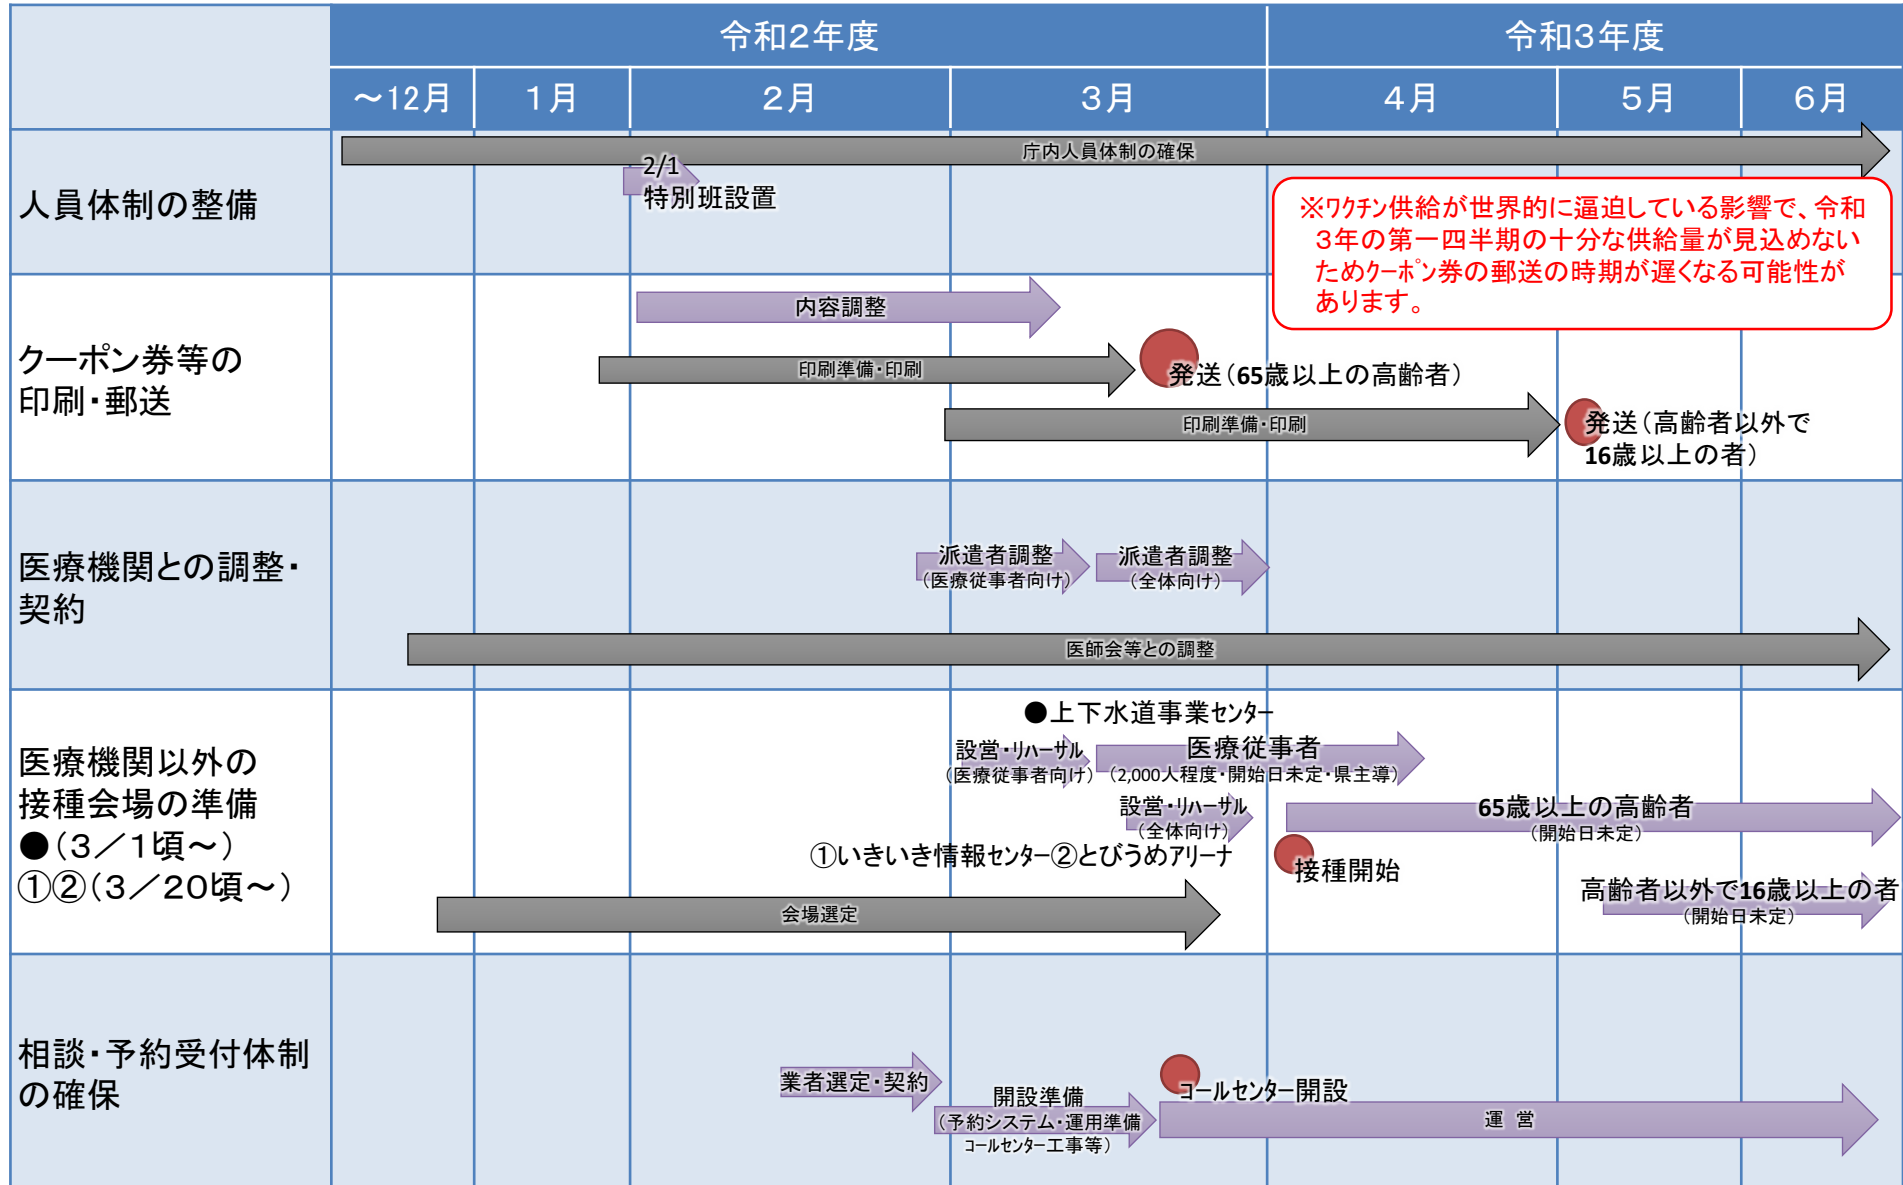 令和２年度
令和３年度
～12月
１月
２月
３月
４月
５月
６月
人員体制の整備
庁内人員体制の確保
2/1
特別班設置
※ワクチン供給が世界的に逼迫している影響で、令和
３年の第一四半期の十分な供給量が見込めない
ためクーポン券の郵送の時期が遅くなる可能性が
あります。
クーポン券等の
印刷・郵送
内容調整
印刷準備・印刷
発送（65歳以上の高齢者）
印刷準備・印刷
発送（高齢者以外で
16歳以上の者）
医療機関との調整・
契約
派遣者調整
（医療従事者向け）
派遣者調整
（全体向け）
医師会等との調整
医療機関以外の
接種会場の準備
●（３／１頃～）
①②（３／２０頃～）
●上下水道事業センター
設営・リハーサル
（医療従事者向け）
医療従事者
（2,000人程度・開始日未定・県主導）
設営・リハーサル
（全体向け）
65歳以上の高齢者
（開始日未定）
①いきいき情報センター②とびうめアリーナ
接種開始
高齢者以外で16歳以上の者
（開始日未定）
会場選定
相談・予約受付体制
の確保
業者選定・契約
開設準備
（予約システム・運用準備
コールセンター工事等）
コールセンター開設
運　営